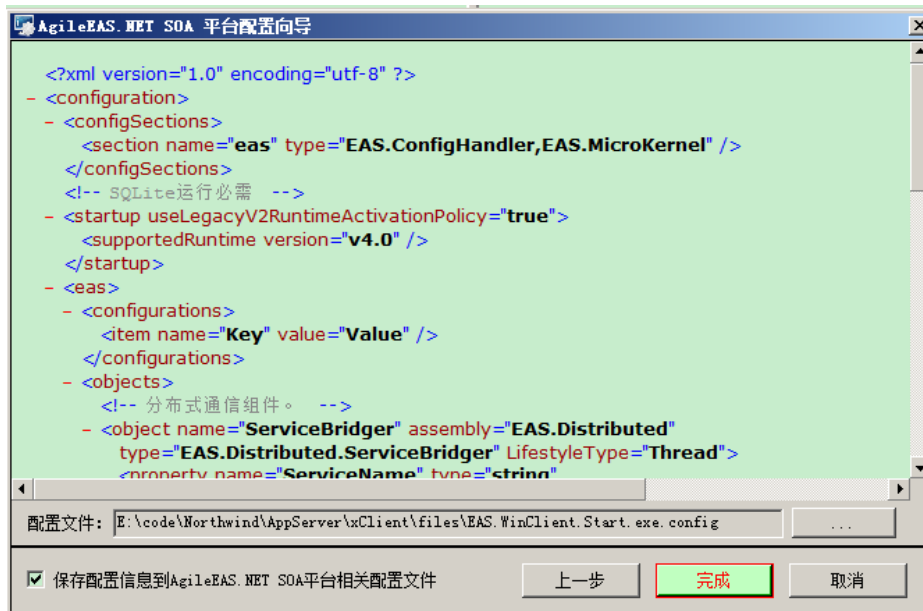 AgileEAS.NET SOA 平台配置向导
<?xml version="1.0" encoding="utf-8" ?>
- <configuration>
- <configSections>
<section name="eas" type="EAS.ConfigHandler,EAS.MicroKernel" />
</configSections>
<!-- SQLite运行必需 -->
- <startup useLegacyV2RuntimeActivationPolicy="true">
<supportedRuntime version="v4.0" />
</startup>
- <eas>
- <configurations>
<item name="Key" value="Value" />
</configurations>
- <objects>
<!-- 分布式通信组件。 -->
- <object name="ServiceBridger" assembly="EAS.Distributed"
type="EAS.Distributed.ServiceBridger" LifestyleType="Thread">
<property name="ServiceName" type="string"
配置文件: E:\code\Northwind\AppServer\xClient\files\EAS.WinClient.Start.exe.config ...
保存配置信息到AgileEAS.NET SOA平台相关配置文件 上一步 完成 取消